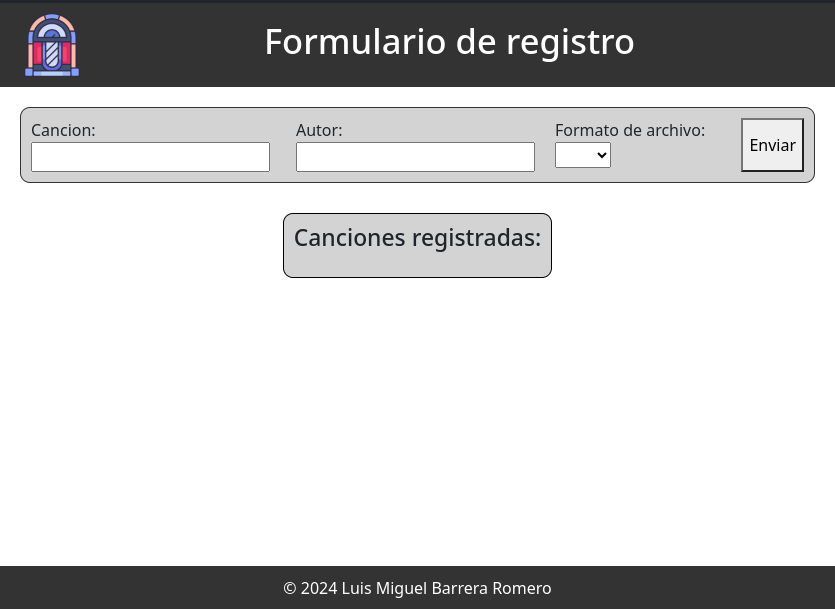 Formulario de registro
Cancion:
Autor:
Formato de archivo:
Enviar
Canciones registradas:
© 2024 Luis Miguel Barrera Romero